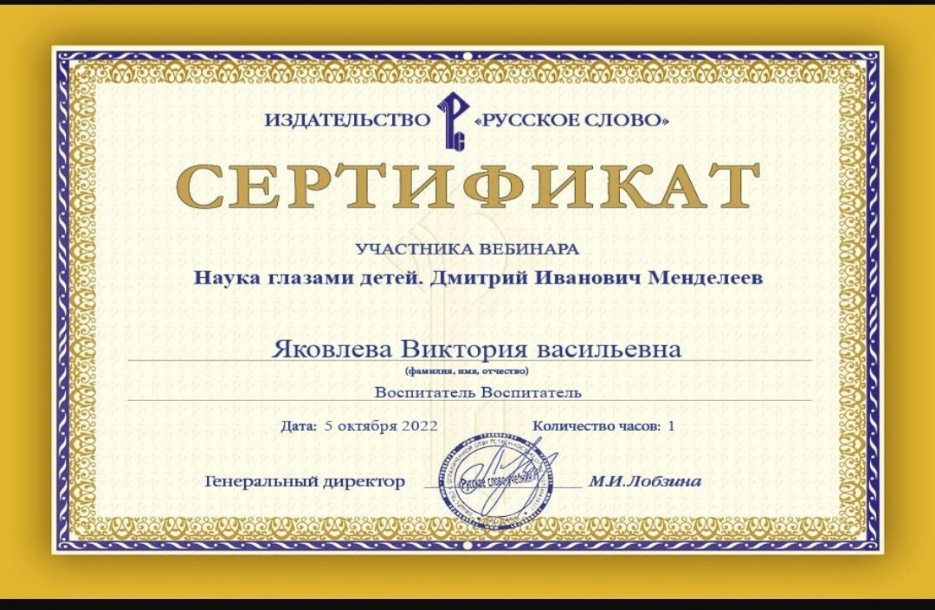 ИЗДАТЕЛЬСТВО «РУССКОЕ СЛОВО»
СЕРТИФИКАТ
УЧАСТНИКА ВЕБИНАРА
Наука глазами детей. Дмитрий Иванович Менделеев
Яковлева Виктория васильевна
(фамилия, имя, отчество)
Воспитатель Воспитатель
Дата: 5 октября 2022 Количество часов: 1
Генеральный директор М.И.Лобзина